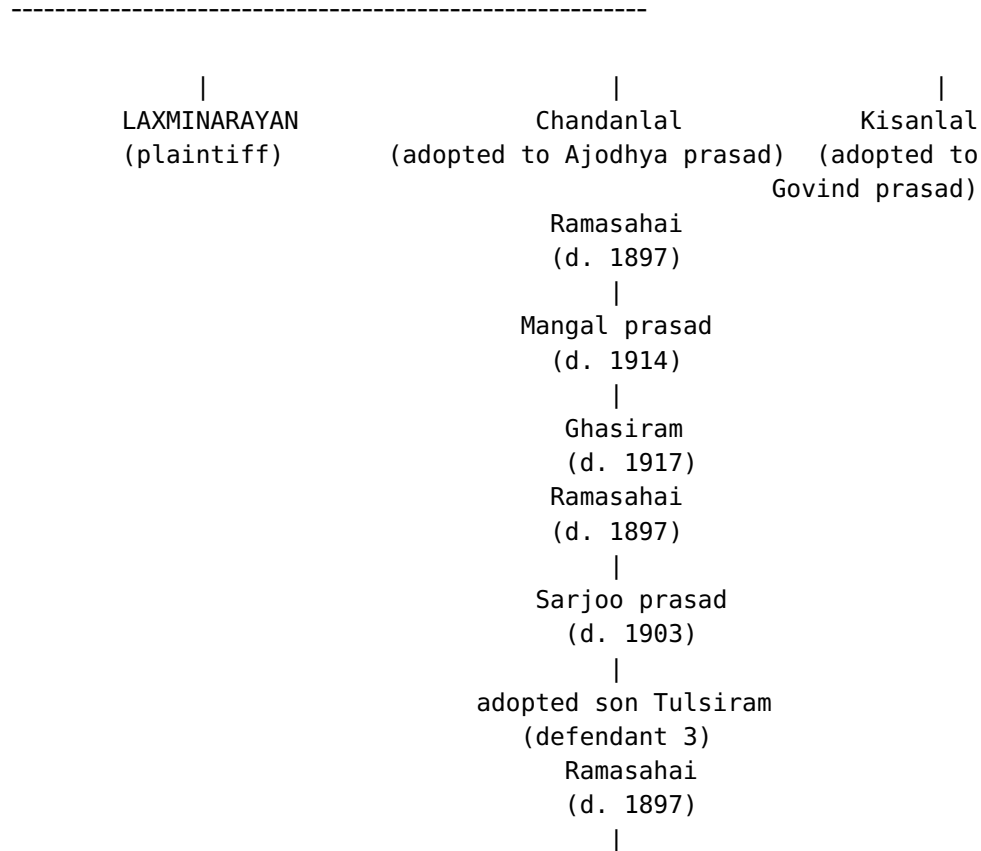 ----------------------------------------------------------
| | |
LAXMINARAYAN Chandanlal Kisanlal
(plaintiff) (adopted to Ajodhya prasad) (adopted to
Govind prasad)
Ramasahai
(d. 1897)
|
Mangal prasad
(d. 1914)
|
Ghasiram
(d. 1917)
Ramasahai
(d. 1897)
|
Sarjoo prasad
(d. 1903)
|
adopted son Tulsiram
(defendant 3)
Ramasahai
(d. 1897)
|